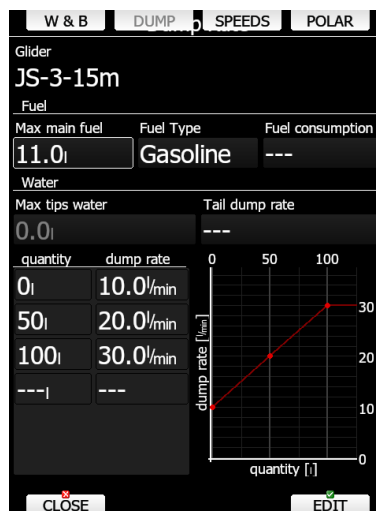 W & B DUMP SPEEDS POLAR
Dump Rate
Glider
JS-3-15m
Fuel
Max main fuel Fuel Type Fuel consumption
11.0l Gasoline ---
Water
Max tips water Tail dump rate
0.0l ---
quantity dump rate
0l 10.0l/min
50l 20.0l/min
100l 30.0l/min
---l ---
0 50 100
30
20
10
0
dump rate [l/min]
quantity [l]
CLOSE EDIT